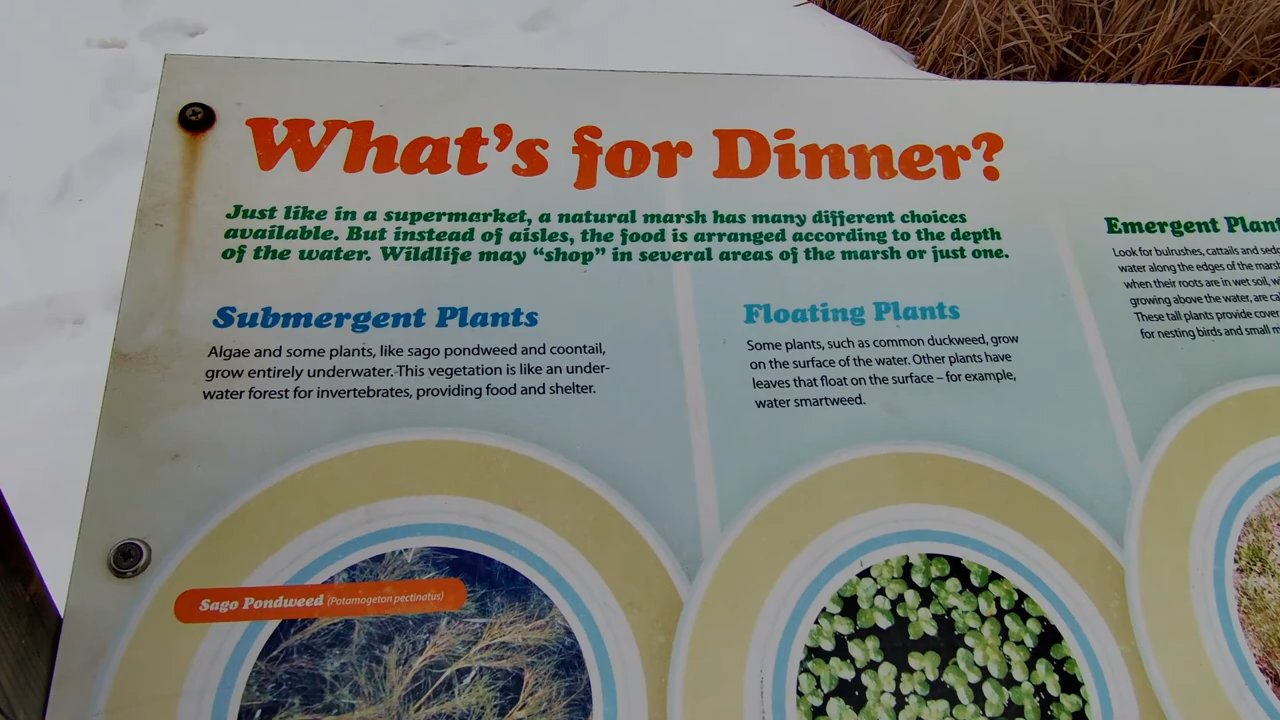 What's for Dinner?
Just like in a supermarket, a natural marsh has many different choices
available. But instead of aisles, the food is arranged according to the depth
of the water. Wildlife may “shop” in several areas of the marsh or just one.
Submergent Plants
Algae and some plants, like sago pondweed and coontail,
grow entirely underwater. This vegetation is like an under-
water forest for invertebrates, providing food and shelter.
Floating Plants
Some plants, such as common duckweed, grow
on the surface of the water. Other plants have
leaves that float on the surface – for example,
water smartweed.
Emergent
Look for bulrushes, cattails and
water along the edges of the
when their roots are in wet soil,
growing above the water, are
These tall plants provide
for nesting birds and small
Sago Pondweed (Potamogeton pectinatus)